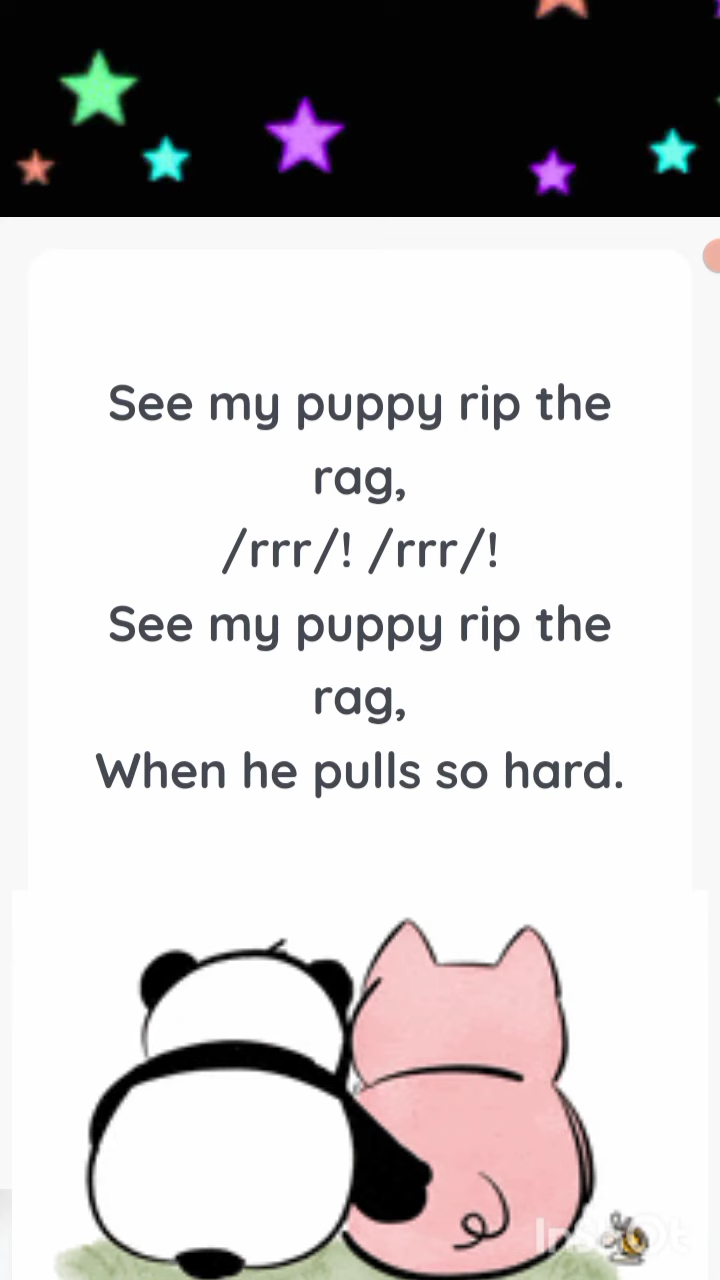 See my puppy rip the
rag,
/rrr/! /rrr/!
See my puppy rip the
rag,
When he pulls so hard.
InShot